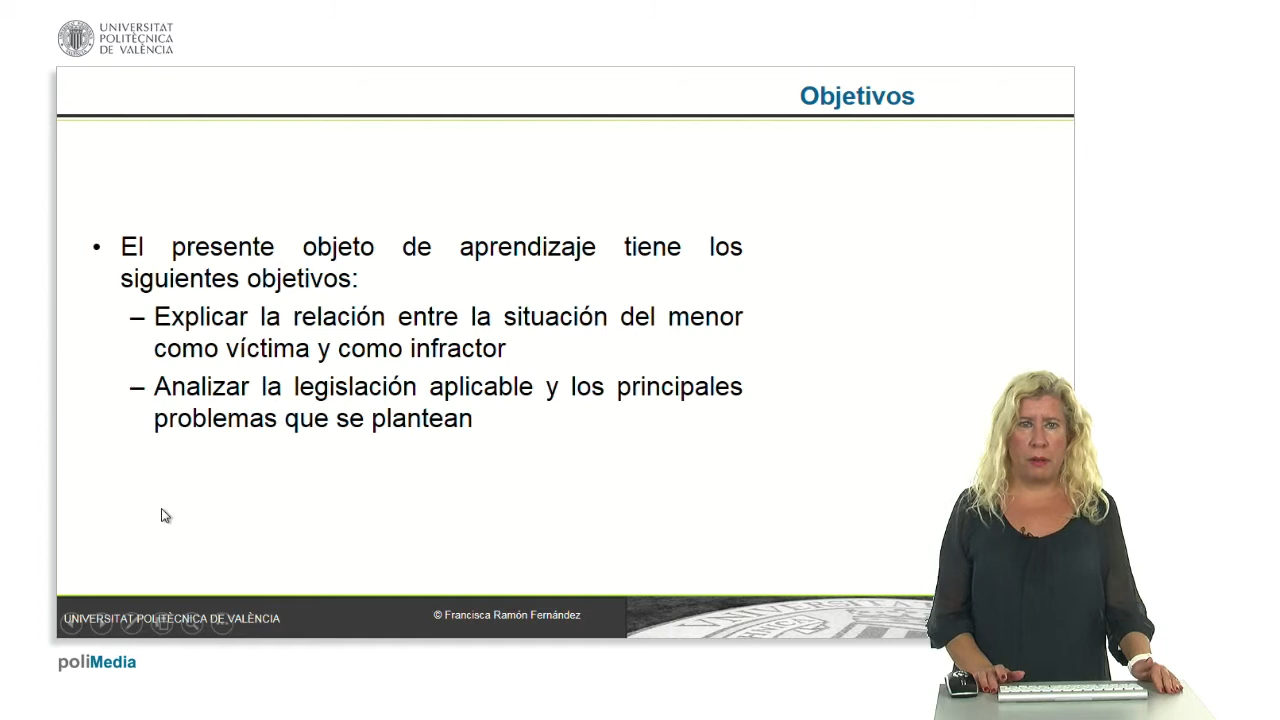 UNIVERSITAT
POLITÈCNICA
DE VALÈNCIA
Objetivos
• El presente objeto de aprendizaje tiene los
siguientes objetivos:
– Explicar la relación entre la situación del menor
como víctima y como infractor
– Analizar la legislación aplicable y los principales
problemas que se plantean
UNIVERSITAT POLITÈCNICA DE VALÈNCIA
© Francisca Ramón Fernández
poliMedia